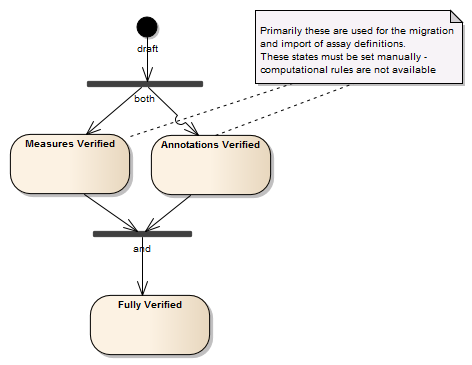 Primarily these are used for the migration
and import of assay definitions.
These states must be set manually -
computational rules are not available
draft
both
Measures Verified
Annotations Verified
and
Fully Verified